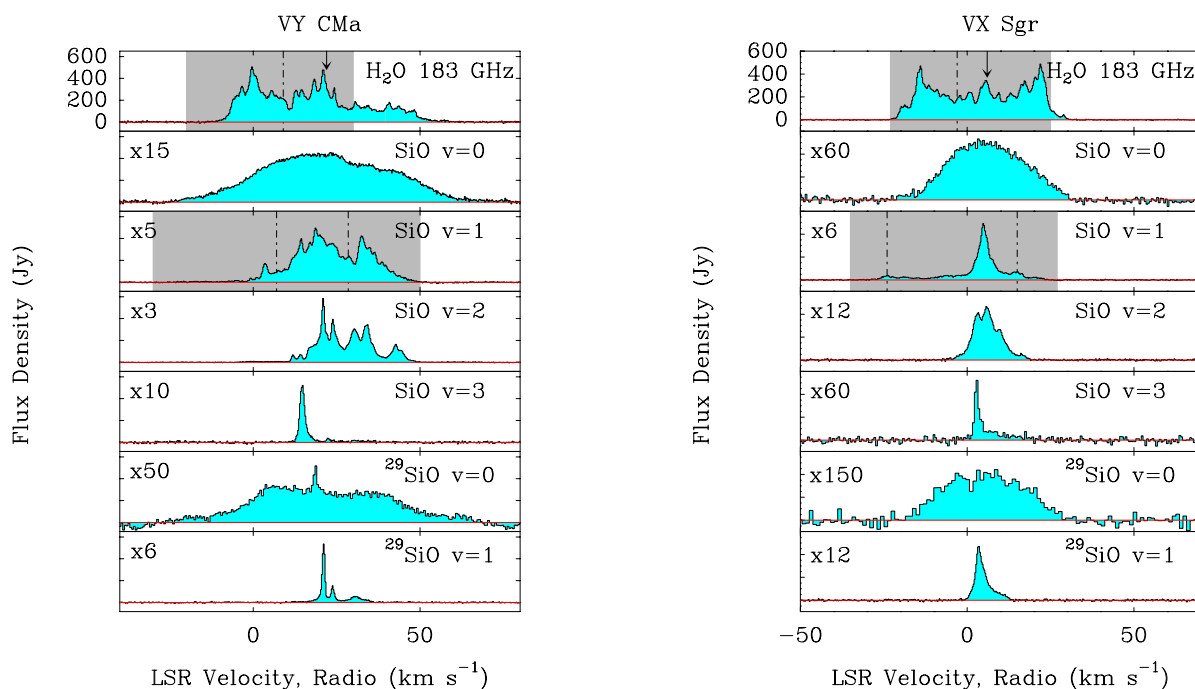 VY CMa
600
400
200
0
H₂O 183 GHz
x15
SiO v=0
x5
SiO v=1
x3
SiO v=2
x10
SiO v=3
x50
²⁹SiO v=0
x6
²⁹SiO v=1
0
50
LSR Velocity, Radio (km s⁻¹)
Flux Density (Jy)
VX Sgr
600
400
200
0
H₂O 183 GHz
x60
SiO v=0
x6
SiO v=1
x12
SiO v=2
x60
SiO v=3
x150
²⁹SiO v=0
x12
²⁹SiO v=1
−50
0
50
LSR Velocity, Radio (km s⁻¹)
Flux Density (Jy)